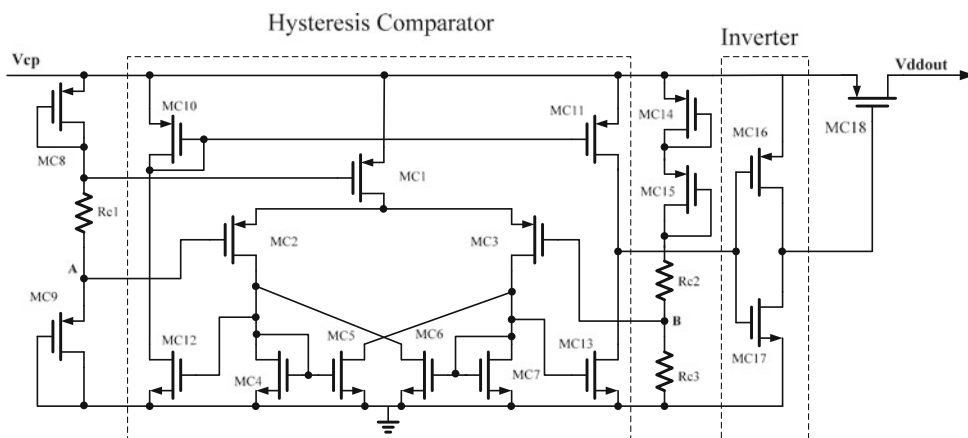 Hysteresis Comparator
Inverter
Vcp
Vddout
MC10
MC11
MC14
MC16
MC18
MC8
MC1
MC15
Rc1
MC2
MC3
A
Rc2
MC9
B
MC12
MC5
MC6
MC13
MC17
MC4
MC7
Rc3